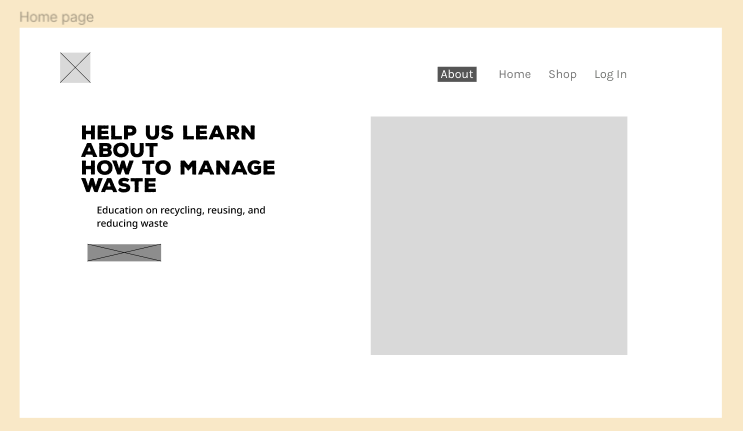 Home page
About Home Shop Log In
HELP US LEARN
ABOUT
HOW TO MANAGE
WASTE
Education on recycling, reusing, and
reducing waste